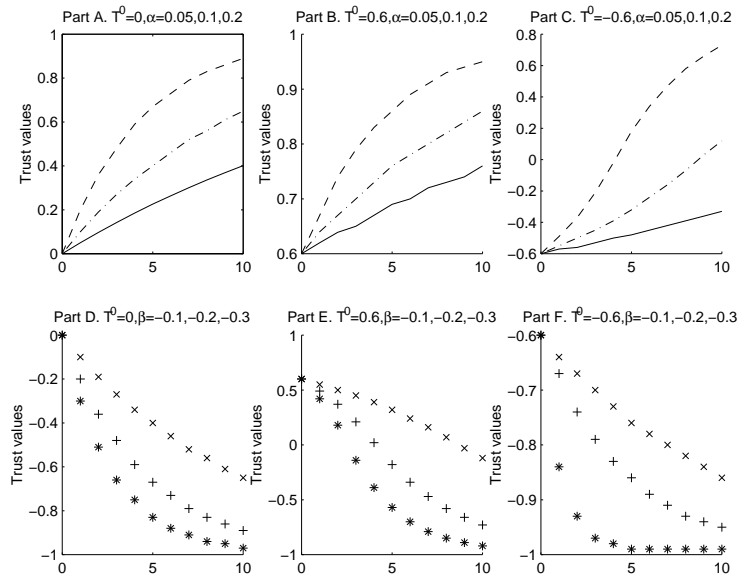 Part A. T⁰=0,α=0.05,0.1,0.2
Trust values
1
0.8
0.6
0.4
0.2
0
0 5 10
Part B. T⁰=0.6,α=0.05,0.1,0.2
Trust values
1
0.9
0.8
0.7
0.6
0 5 10
Part C. T⁰=−0.6,α=0.05,0.1,0.2
Trust values
0.8
0.6
0.4
0.2
0
−0.2
−0.4
−0.6
0 5 10
Part D. T⁰=0,β=−0.1,−0.2,−0.3
Trust values
0
−0.2
−0.4
−0.6
−0.8
−1
0 5 10
Part E. T⁰=0.6,β=−0.1,−0.2,−0.3
Trust values
1
0.5
0
−0.5
−1
0 5 10
Part F. T⁰=−0.6,β=−0.1,−0.2,−0.3
Trust values
−0.6
−0.7
−0.8
−0.9
−1
0 5 10